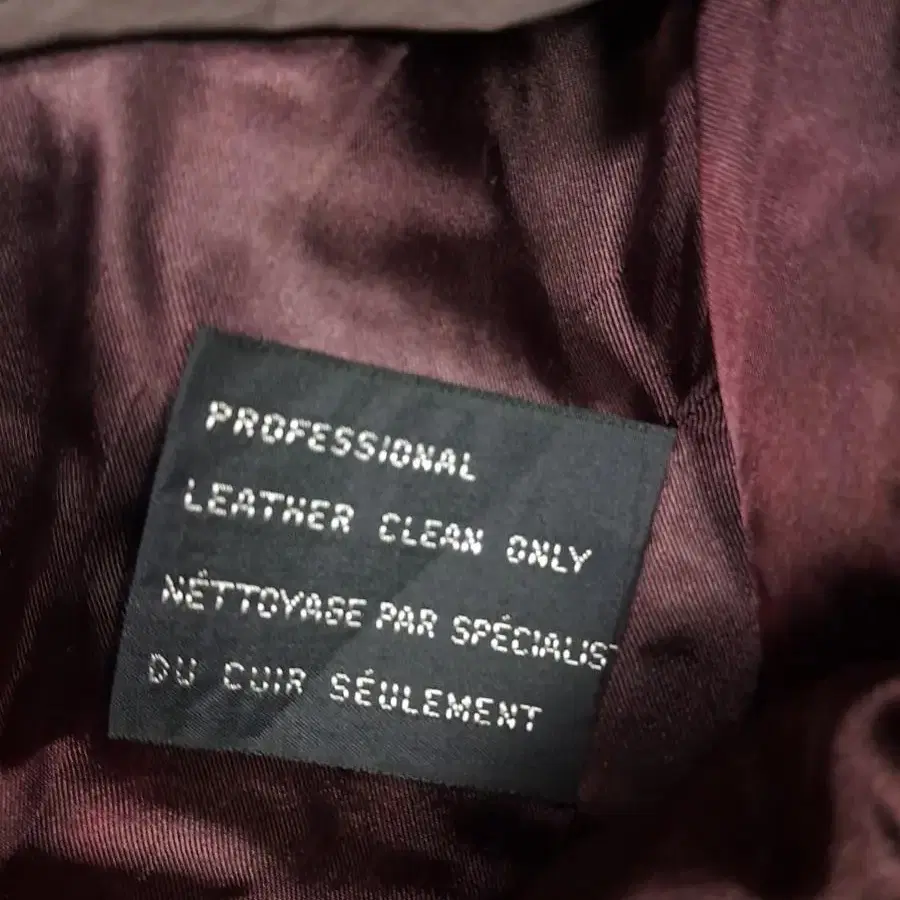 PROFESSIONAL
LEATHER CLEAN ONLY
NÉTTOYAGE PAR SPÉCIALIST
DU CUIR SÉULEMENT